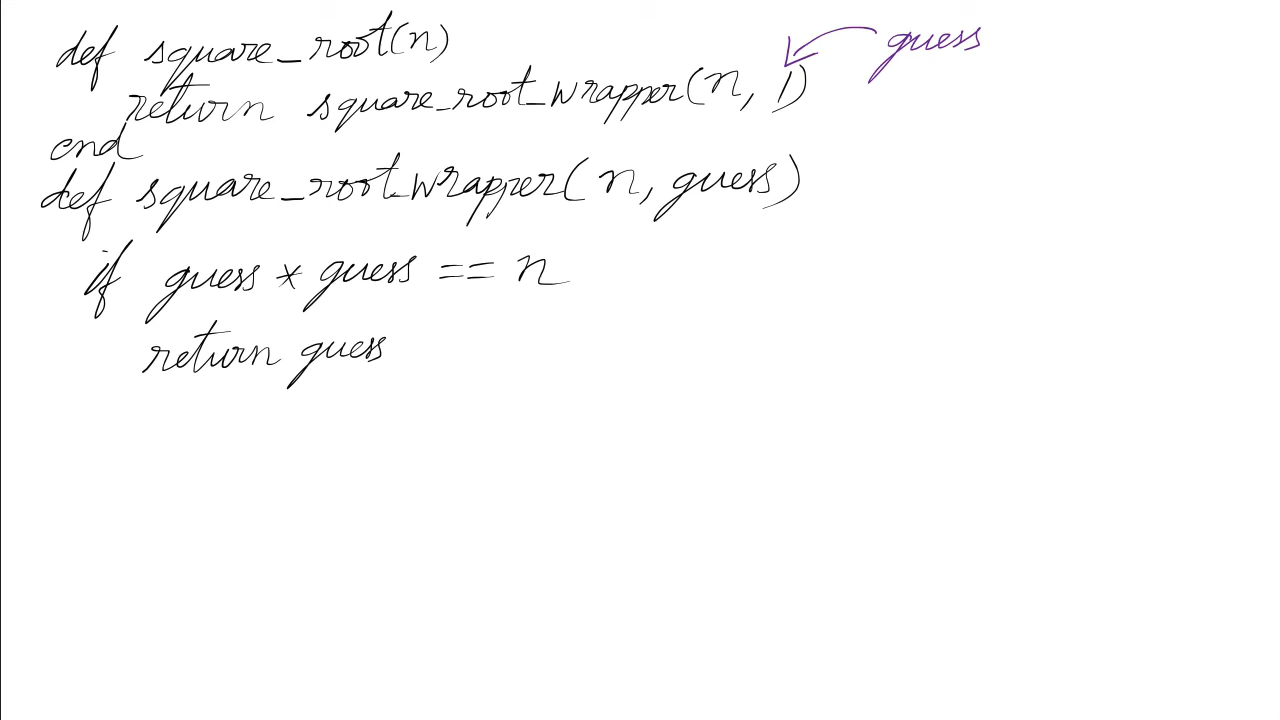 def square_root(n)
guess
return square_root_wrapper(n, 1)
end
def square_root_wrapper(n, guess)
if guess * guess == n
return guess